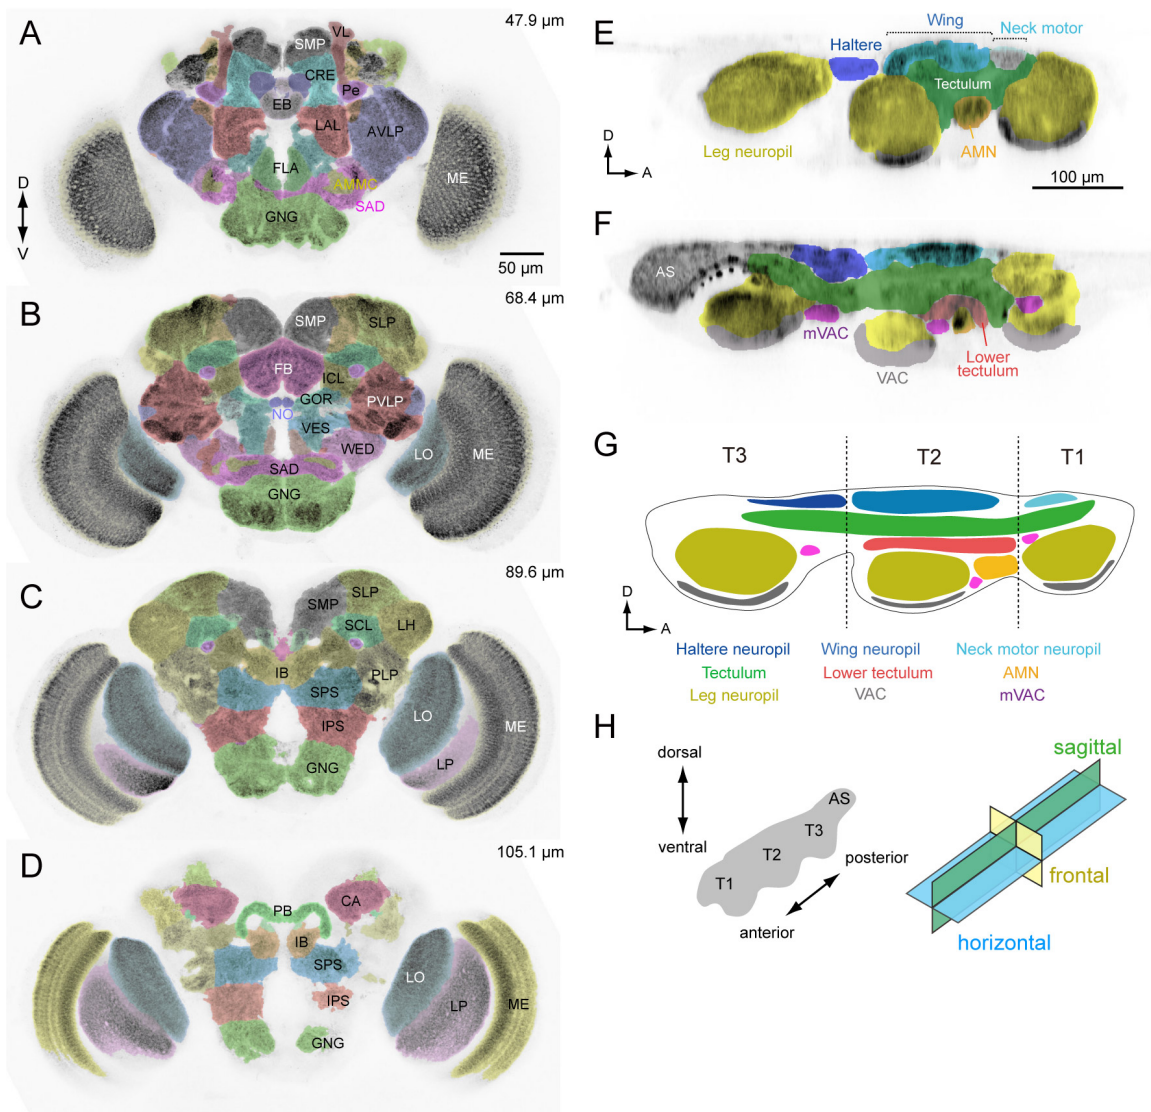 A
47.9 µm
VL
SMP
CRE
Pe
EB
LAL
AVLP
FLA
AMMC
SAD
GNG
ME
D
V
50 µm
B
68.4 µm
SMP
SLP
FB
ICL
GOR
NO
PVLP
VES
WED
SAD
LO
ME
GNG
C
89.6 µm
SMP
SLP
SCL
LH
IB
PLP
SPS
LO
IPS
ME
LP
GNG
D
105.1 µm
CA
PB
IB
SPS
LO
IPS
LP
ME
GNG
E
Wing
Haltere
Neck motor
Tectulum
Leg neuropil
AMN
D
A
100 µm
F
AS
mVAC
Lower
tectulum
VAC
G
T3
T2
T1
D
A
Haltere neuropil
Wing neuropil
Neck motor neuropil
Tectulum
Lower tectulum
AMN
Leg neuropil
VAC
mVAC
H
dorsal
ventral
AS
T3
T2
T1
posterior
anterior
sagittal
frontal
horizontal